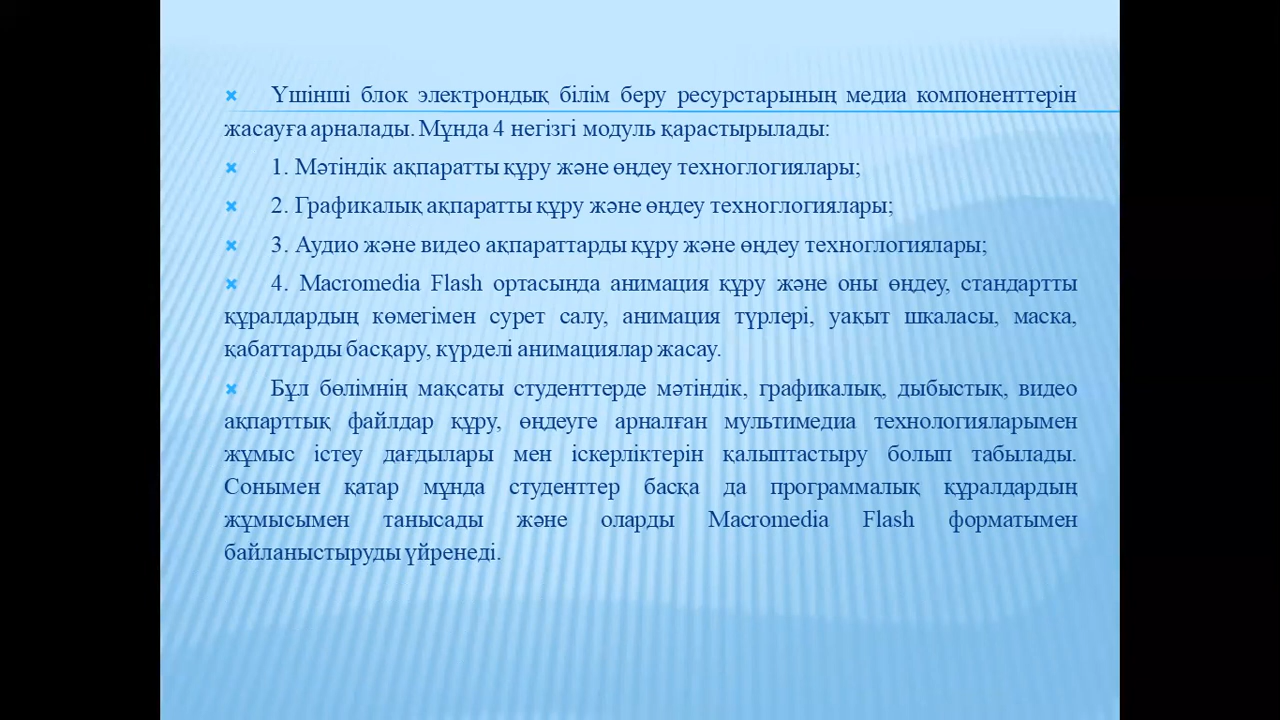 Үшінші блок электрондық білім беру ресурстарының медиа компоненттерін
жасауға арналады. Мұнда 4 негізгі модуль қарастырылады:
1. Мәтіндік ақпаратты құру және өңдеу техноглогиялары;
2. Графикалық ақпаратты құру және өңдеу техноглогиялары;
3. Аудио және видео ақпараттарды құру және өңдеу техноглогиялары;
4. Macromedia Flash ортасында анимация құру және оны өңдеу, стандартты
құралдардың көмегімен сурет салу, анимация түрлері, уақыт шкаласы, маска,
қабаттарды басқару, күрделі анимациялар жасау.
Бұл бөлімнің мақсаты студенттерде мәтіндік, графикалық, дыбыстық, видео
ақпарттық файлдар құру, өңдеуге арналған мультимедиа технологияларымен
жұмыс істеу дағдылары мен іскерліктерін қалыптастыру болып табылады.
Сонымен қатар мұнда студенттер басқа да программалық құралдардың
жұмысымен танысады және оларды Macromedia Flash форматымен
байланыстыруды үйренеді.